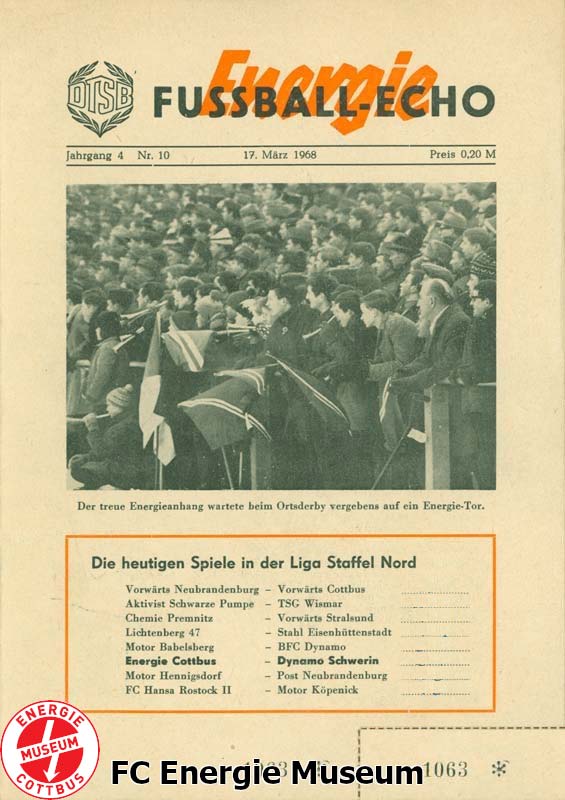 Energie
DTSB
FUSSBALL-ECHO
Jahrgang 4 Nr. 10 17. März 1968 Preis 0,20 M
Der treue Energieanhang wartete beim Ortsderby vergebens auf ein Energie-Tor.
Die heutigen Spiele in der Liga Staffel Nord
Vorwärts Neubrandenburg – Vorwärts Cottbus
Aktivist Schwarze Pumpe – TSG Wismar
Chemie Premnitz – Vorwärts Stralsund
Lichtenberg 47 – Stahl Eisenhüttenstadt
Motor Babelsberg – BFC Dynamo
Energie Cottbus – Dynamo Schwerin
Motor Hennigsdorf – Post Neubrandenburg
FC Hansa Rostock II – Motor Köpenick
ENERGIE
MUSEUM
COTTBUS
FC Energie Museum
1063 *
1063 *